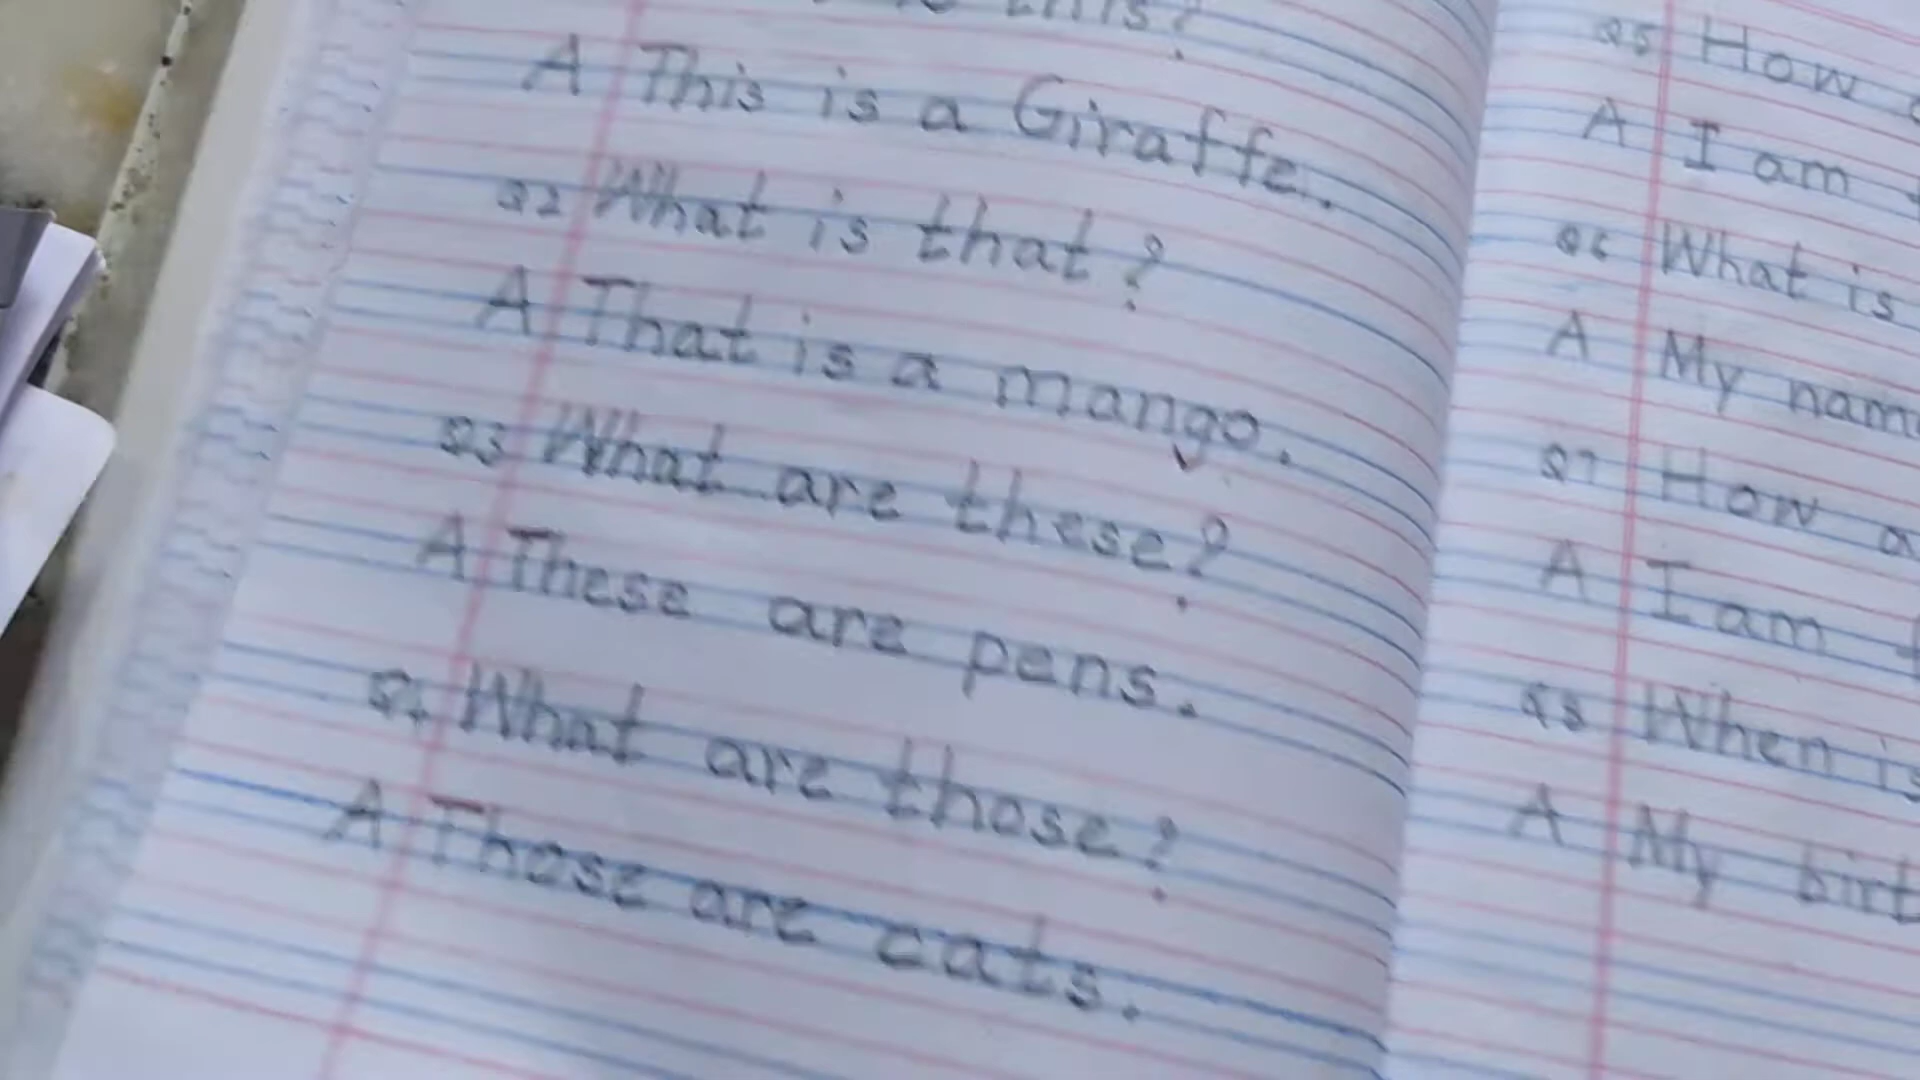 this?
A This is a Giraffe.
Q2 What is that?
A That is a mango.
Q3 What are these?
A These are pens.
Q4 What are those?
A Those are cats.
Q5 How
A I am
Q6 What is
A My nam
Q7 How a
A I am
Q8 When is
A My birt